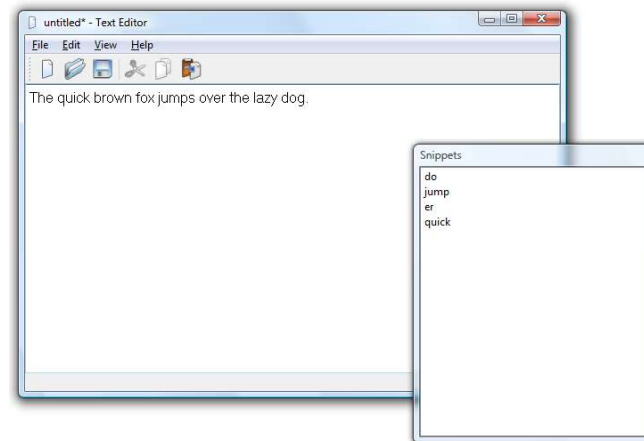 untitled* - Text Editor
File Edit View Help
The quick brown fox jumps over the lazy dog.
Snippets
do
jump
er
quick